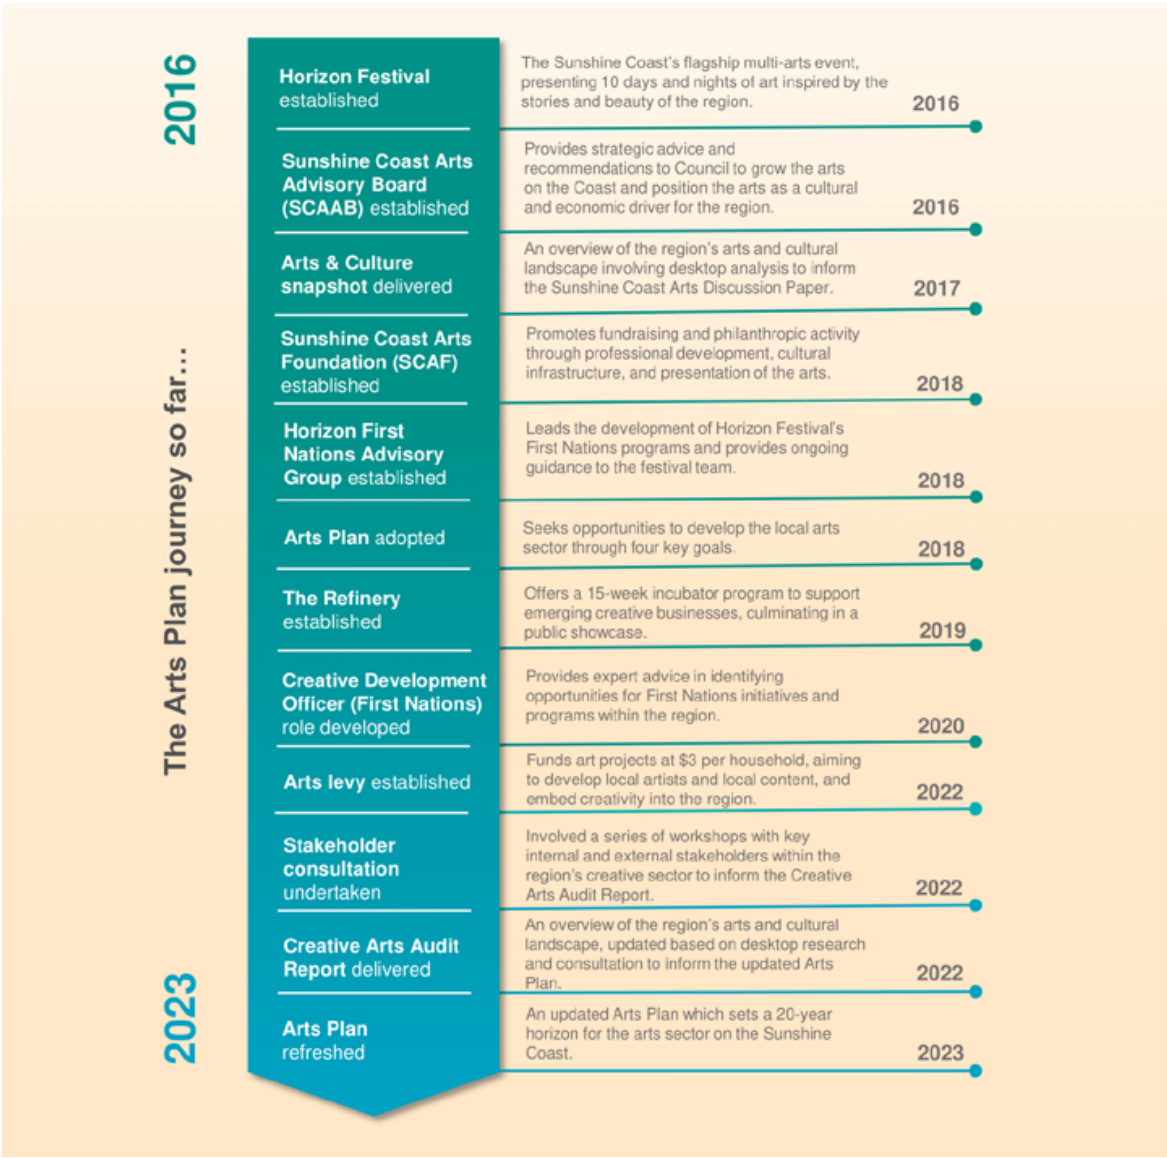 2016
The Arts Plan journey so far...
2023
Horizon Festival
established
The Sunshine Coast's flagship multi-arts event,
presenting 10 days and nights of art inspired by the
stories and beauty of the region.
2016
Sunshine Coast Arts
Advisory Board
(SCAAB) established
Provides strategic advice and
recommendations to Council to grow the arts
on the Coast and position the arts as a cultural
and economic driver for the region.
2016
Arts & Culture
snapshot delivered
An overview of the region's arts and cultural
landscape involving desktop analysis to inform
the Sunshine Coast Arts Discussion Paper.
2017
Sunshine Coast Arts
Foundation (SCAF)
established
Promotes fundraising and philanthropic activity
through professional development, cultural
infrastructure, and presentation of the arts.
2018
Horizon First
Nations Advisory
Group established
Leads the development of Horizon Festival's
First Nations programs and provides ongoing
guidance to the festival team.
2018
Arts Plan adopted
Seeks opportunities to develop the local arts
sector through four key goals.
2018
The Refinery
established
Offers a 15-week incubator program to support
emerging creative businesses, culminating in a
public showcase.
2019
Creative Development
Officer (First Nations)
role developed
Provides expert advice in identifying
opportunities for First Nations initiatives and
programs within the region.
2020
Arts levy established
Funds art projects at $3 per household, aiming
to develop local artists and local content, and
embed creativity into the region.
2022
Stakeholder
consultation
undertaken
Involved a series of workshops with key
internal and external stakeholders within the
region's creative sector to inform the Creative
Arts Audit Report.
2022
Creative Arts Audit
Report delivered
An overview of the region's arts and cultural
landscape, updated based on desktop research
and consultation to inform the updated Arts
Plan.
2022
Arts Plan
refreshed
An updated Arts Plan which sets a 20-year
horizon for the arts sector on the Sunshine
Coast.
2023